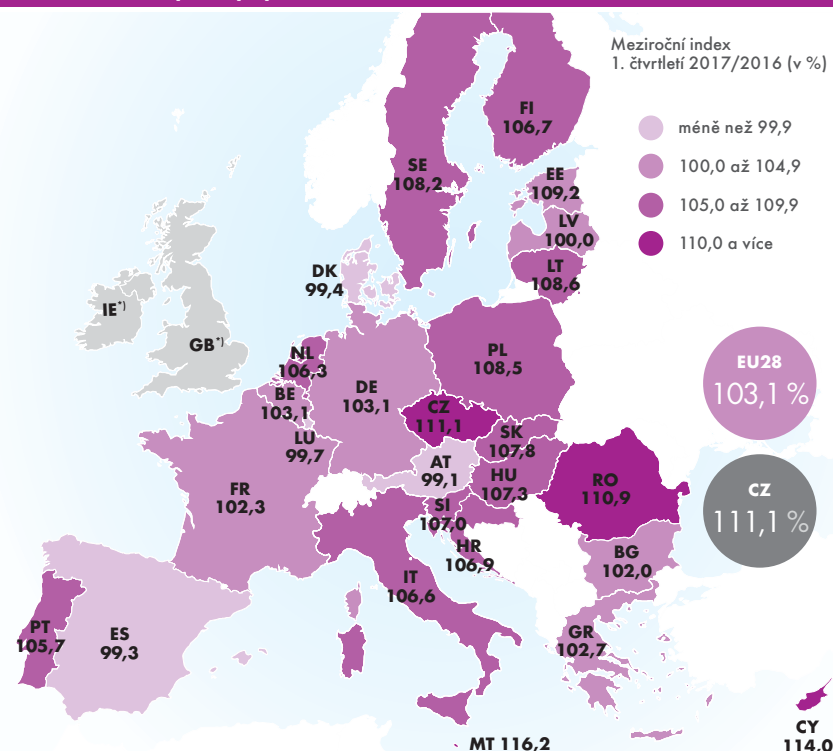 Meziroční index
1. čtvrtletí 2017/2016 (v %)
méně než 99,9
100,0 až 104,9
105,0 až 109,9
110,0 a více
FI
106,7
SE
108,2
EE
109,2
LV
100,0
LT
108,6
DK
99,4
IE*)
GB*)
NL
106,3
PL
108,5
BE
103,1
DE
103,1
CZ
111,1
LU
99,7
SK
107,8
AT
99,1
HU
107,3
RO
110,9
FR
102,3
SI
107,0
HR
106,9
BG
102,0
IT
106,6
PT
105,7
ES
99,3
GR
102,7
MT 116,2
CY
114,0
EU28
103,1 %
CZ
111,1 %